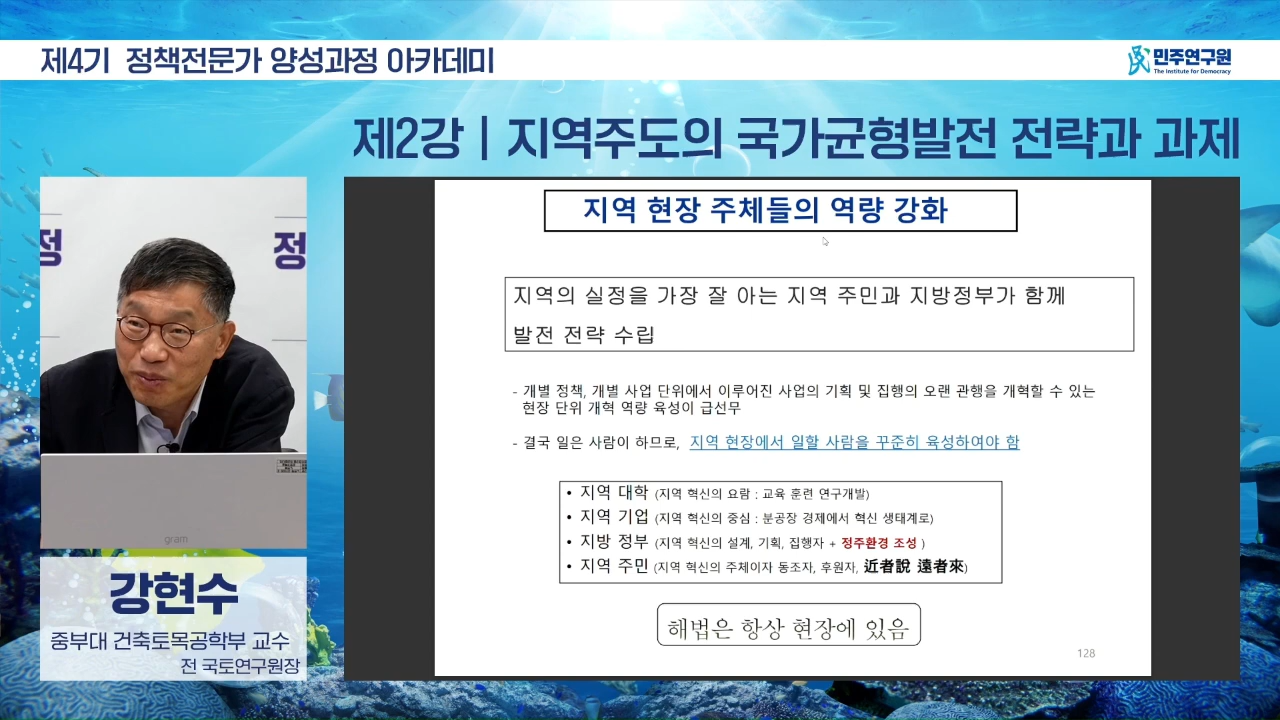 제4기 정책전문가 양성과정 아카데미
민주연구원
The Institute for Democracy
제2강 | 지역주도의 국가균형발전 전략과 과제
정
정
gram
강현수
중부대 건축토목공학부 교수
전 국토연구원장
지역 현장 주체들의 역량 강화
지역의 실정을 가장 잘 아는 지역 주민과 지방정부가 함께
발전 전략 수립
- 개별 정책, 개별 사업 단위에서 이루어진 사업의 기획 및 집행의 오랜 관행을 개혁할 수 있는
현장 단위 개혁 역량 육성이 급선무
- 결국 일은 사람이 하므로, 지역 현장에서 일할 사람을 꾸준히 육성하여야 함
• 지역 대학 (지역 혁신의 요람 ; 교육 훈련 연구개발)
• 지역 기업 (지역 혁신의 중심 : 분공장 경제에서 혁신 생태계로)
• 지방 정부 (지역 혁신의 설계, 기획, 집행자 + 정주환경 조성 )
• 지역 주민 (지역 혁신의 주체이자 동조자, 후원자, 近者說 遠者來)
해법은 항상 현장에 있음
128